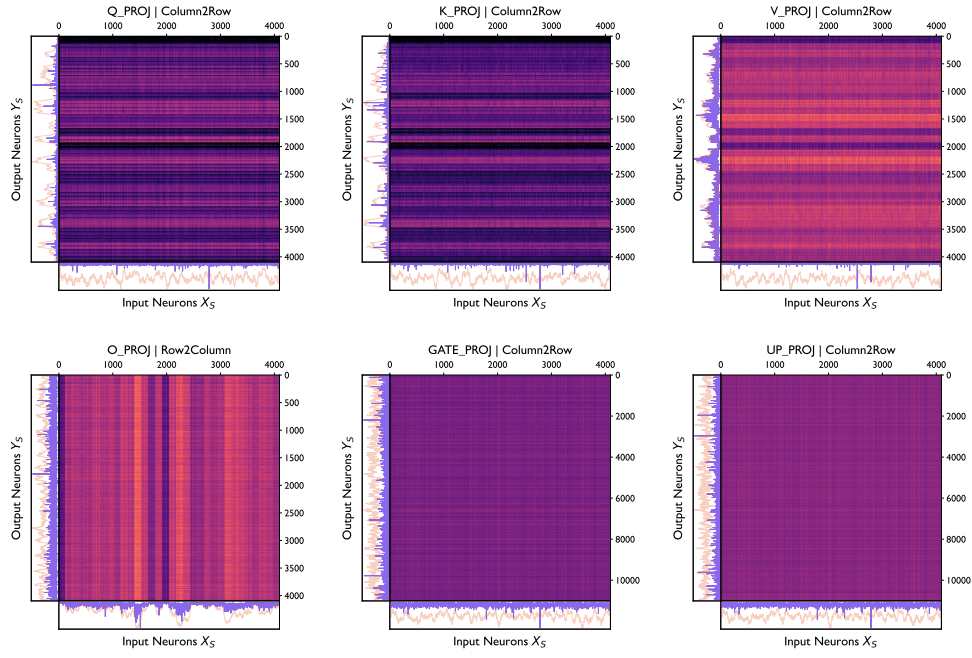 Q_PROJ | Column2Row
0 1000 2000 3000 4000
0
500
1000
1500
2000
2500
3000
3500
4000
Output Neurons Y_S
Input Neurons X_S
K_PROJ | Column2Row
0 1000 2000 3000 4000
0
500
1000
1500
2000
2500
3000
3500
4000
Output Neurons Y_S
Input Neurons X_S
V_PROJ | Column2Row
0 1000 2000 3000 4000
0
500
1000
1500
2000
2500
3000
3500
4000
Output Neurons Y_S
Input Neurons X_S
O_PROJ | Row2Column
0 1000 2000 3000 4000
0
500
1000
1500
2000
2500
3000
3500
4000
Output Neurons Y_S
Input Neurons X_S
GATE_PROJ | Column2Row
0 1000 2000 3000 4000
0
2000
4000
6000
8000
10000
Output Neurons Y_S
Input Neurons X_S
UP_PROJ | Column2Row
0 1000 2000 3000 4000
0
2000
4000
6000
8000
10000
Output Neurons Y_S
Input Neurons X_S